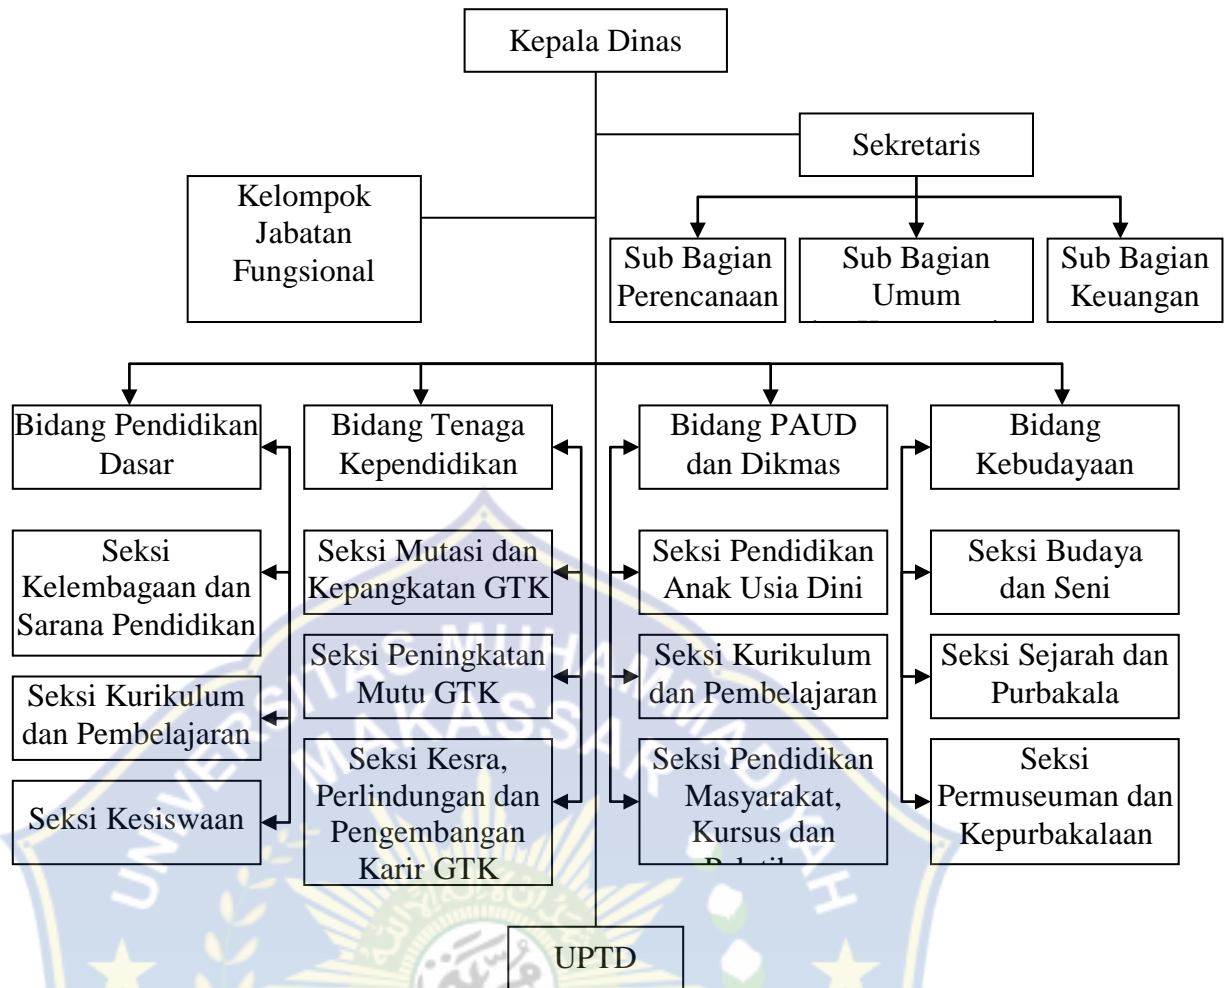 Kepala Dinas
Sekretaris
Kelompok
Jabatan
Fungsional
Sub Bagian
Perencanaan
Sub Bagian
Umum
Sub Bagian
Keuangan
Bidang Pendidikan
Dasar
Bidang Tenaga
Kependidikan
Bidang PAUD
dan Dikmas
Bidang
Kebudayaan
Seksi
Kelembagaan dan
Sarana Pendidikan
Seksi Mutasi dan
Kepangkatan GTK
Seksi Pendidikan
Anak Usia Dini
Seksi Budaya
dan Seni
Seksi Kurikulum
dan Pembelajaran
Seksi Peningkatan
Mutu GTK
Seksi Kurikulum
dan Pembelajaran
Seksi Sejarah dan
Purbakala
Seksi Kesiswaan
Seksi Kesra,
Perlindungan dan
Pengembangan
Karir GTK
Seksi Pendidikan
Masyarakat,
Kursus dan
Seksi
Permuseuman dan
Kepurbakalaan
UPTD
UNIVERSITAS MUHAMMADIYAH
MAKASSAR